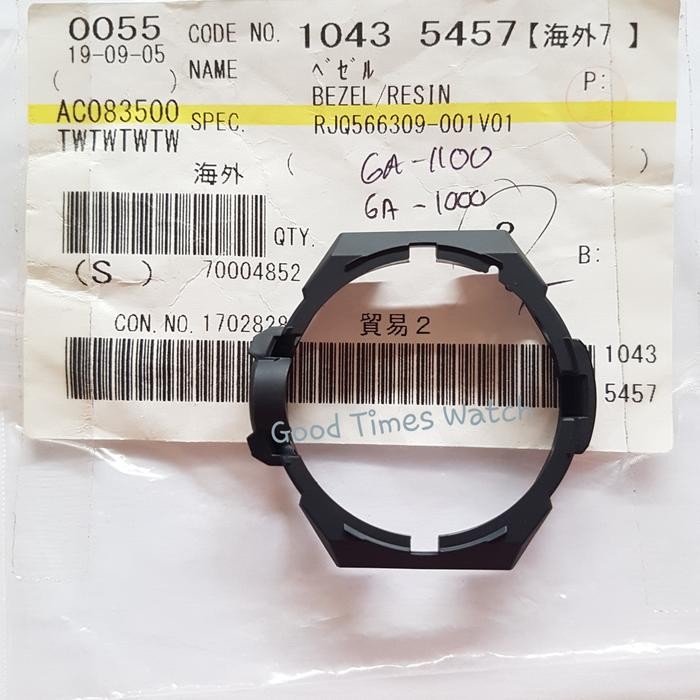 0055 CODE NO. 1043 5457【海外7 】
19-09-05
( ) NAME ベゼル P:
BEZEL/RESIN
AC083500 SPEC. RJQ566309-001V01
TWTWTWTW
海外 ( GA-1100 )
GA-1000
QTY. B:
(S ) 70004852
CON. NO. 1702829 貿易2
1043
5457
Good Times Watch